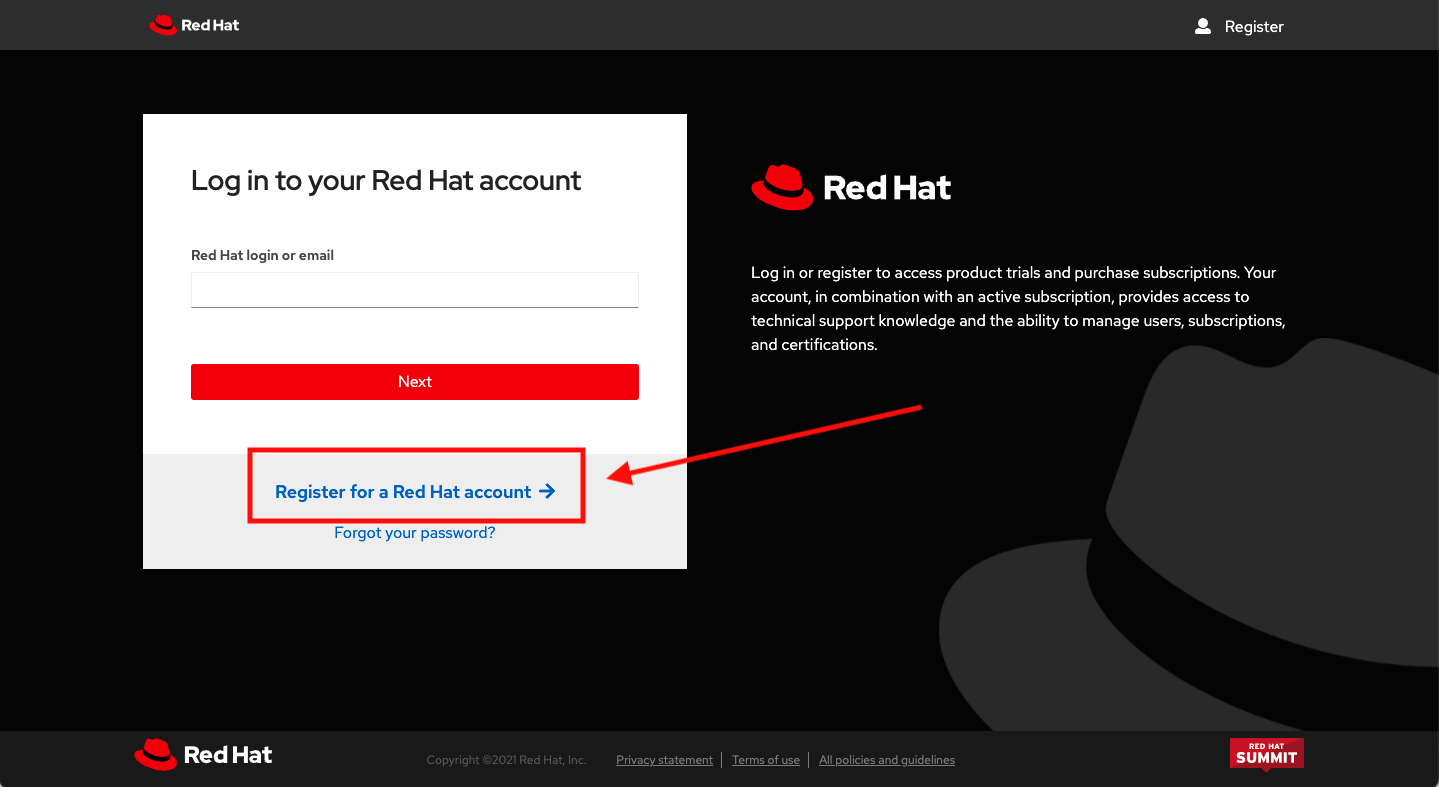 Red Hat
Register
Log in to your Red Hat account
Red Hat login or email
Next
Register for a Red Hat account
Forgot your password?
Red Hat
Log in or register to access product trials and purchase subscriptions. Your
account, in combination with an active subscription, provides access to
technical support knowledge and the ability to manage users, subscriptions,
and certifications.
Red Hat
Copyright ©2021 Red Hat, Inc.
Privacy statement
Terms of use
All policies and guidelines
RED HAT
SUMMIT